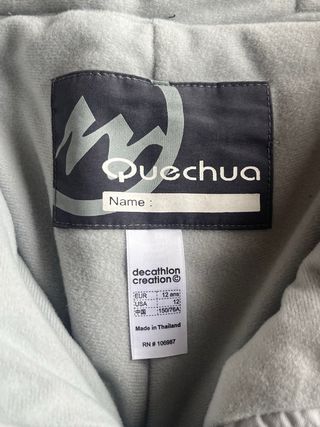 Quechua
Name :
decathlon
creation©
EUR 12 ans
USA 12
中国 150/76A
Made in Thailand
RN # 106987